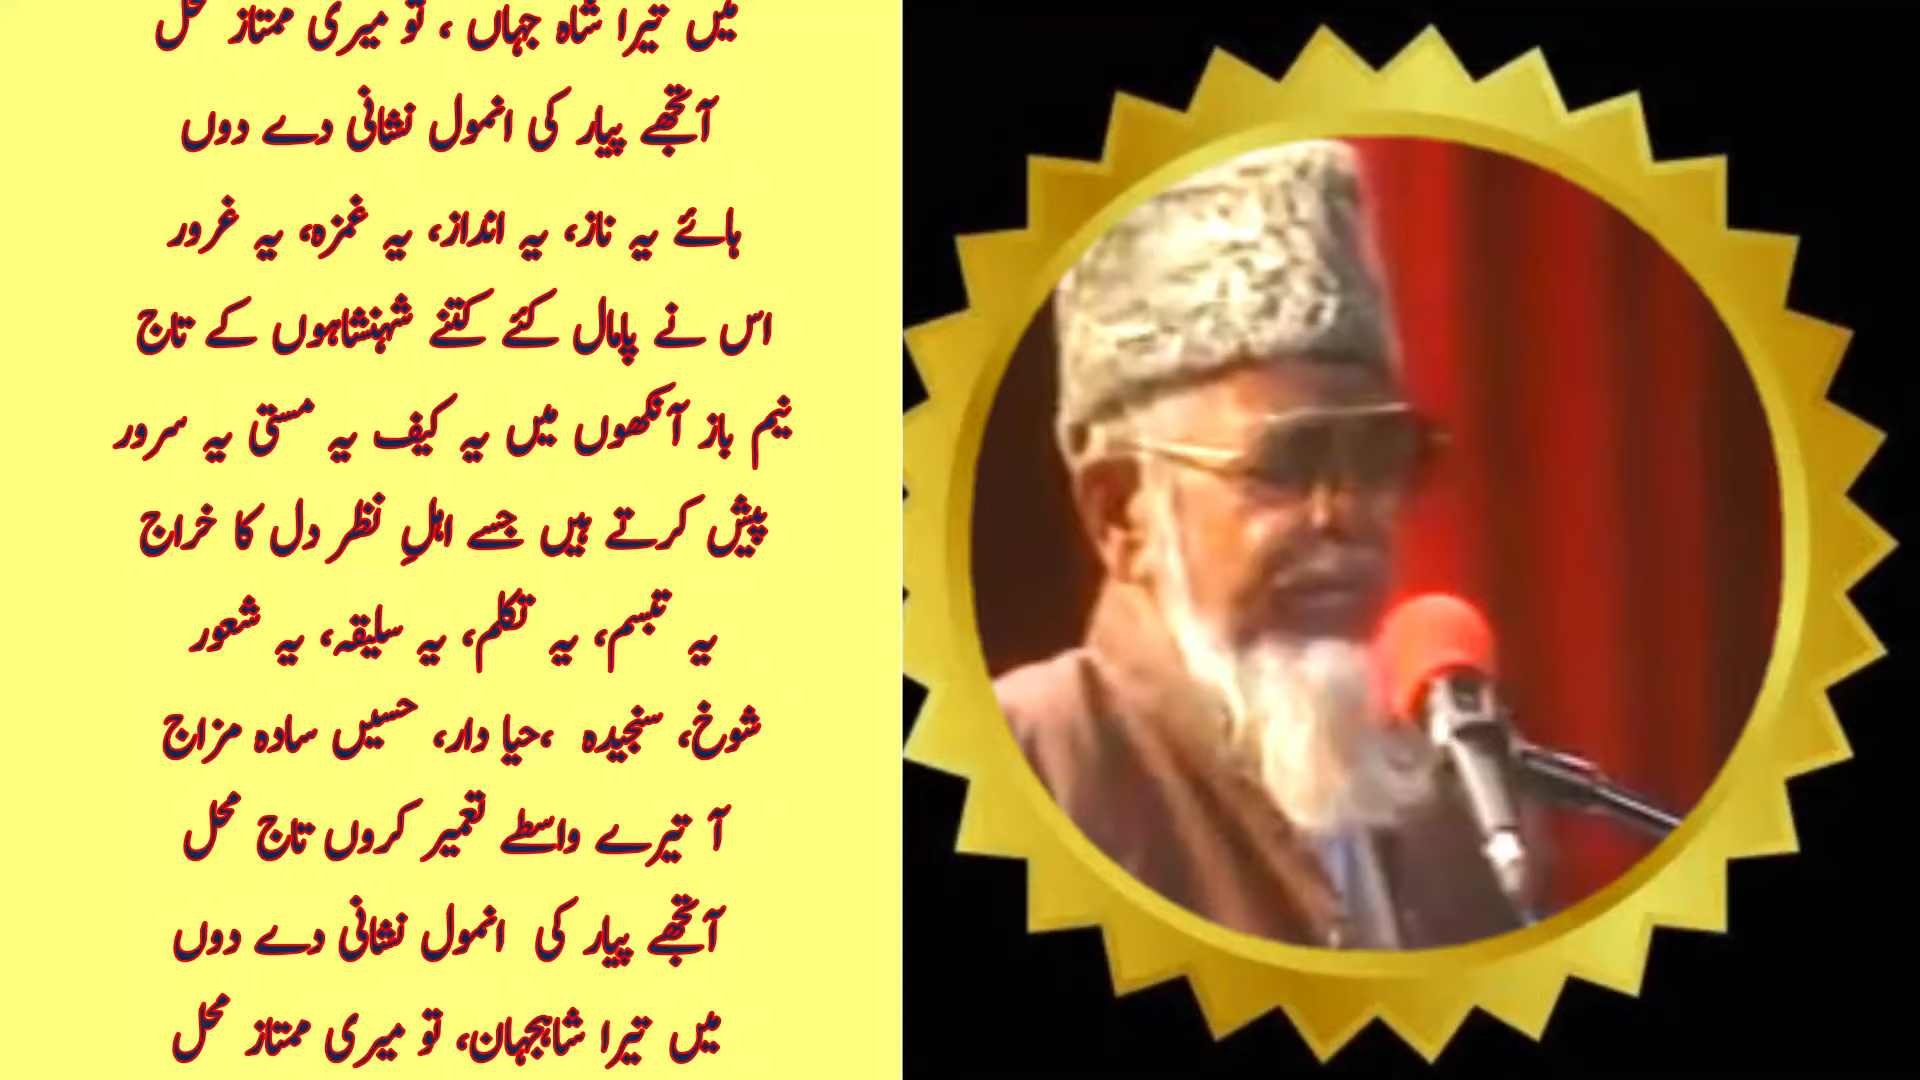 میں تیرا شاہ جہاں ، تو میری ممتاز محل
آ تجھے پیار کی انمول نشانی دے دوں
ہائے یہ ناز، یہ انداز، یہ غمزہ، یہ غرور
اس نے پامال کئے کتنے شہنشاہوں کے تاج
نیم باز آنکھوں میں یہ کیف یہ مستی یہ سرور
پیش کرتے ہیں جسے اہلِ نظر دل کا خراج
یہ تبسم، یہ تکلم، یہ سلیقہ، یہ شعور
شوخ، سنجیدہ ،حیا دار، حسیں سادہ مزاج
آ تیرے واسطے تعمیر کروں تاج محل
آ تجھے پیار کی انمول نشانی دے دوں
میں تیرا شاہجہان، تو میری ممتاز محل